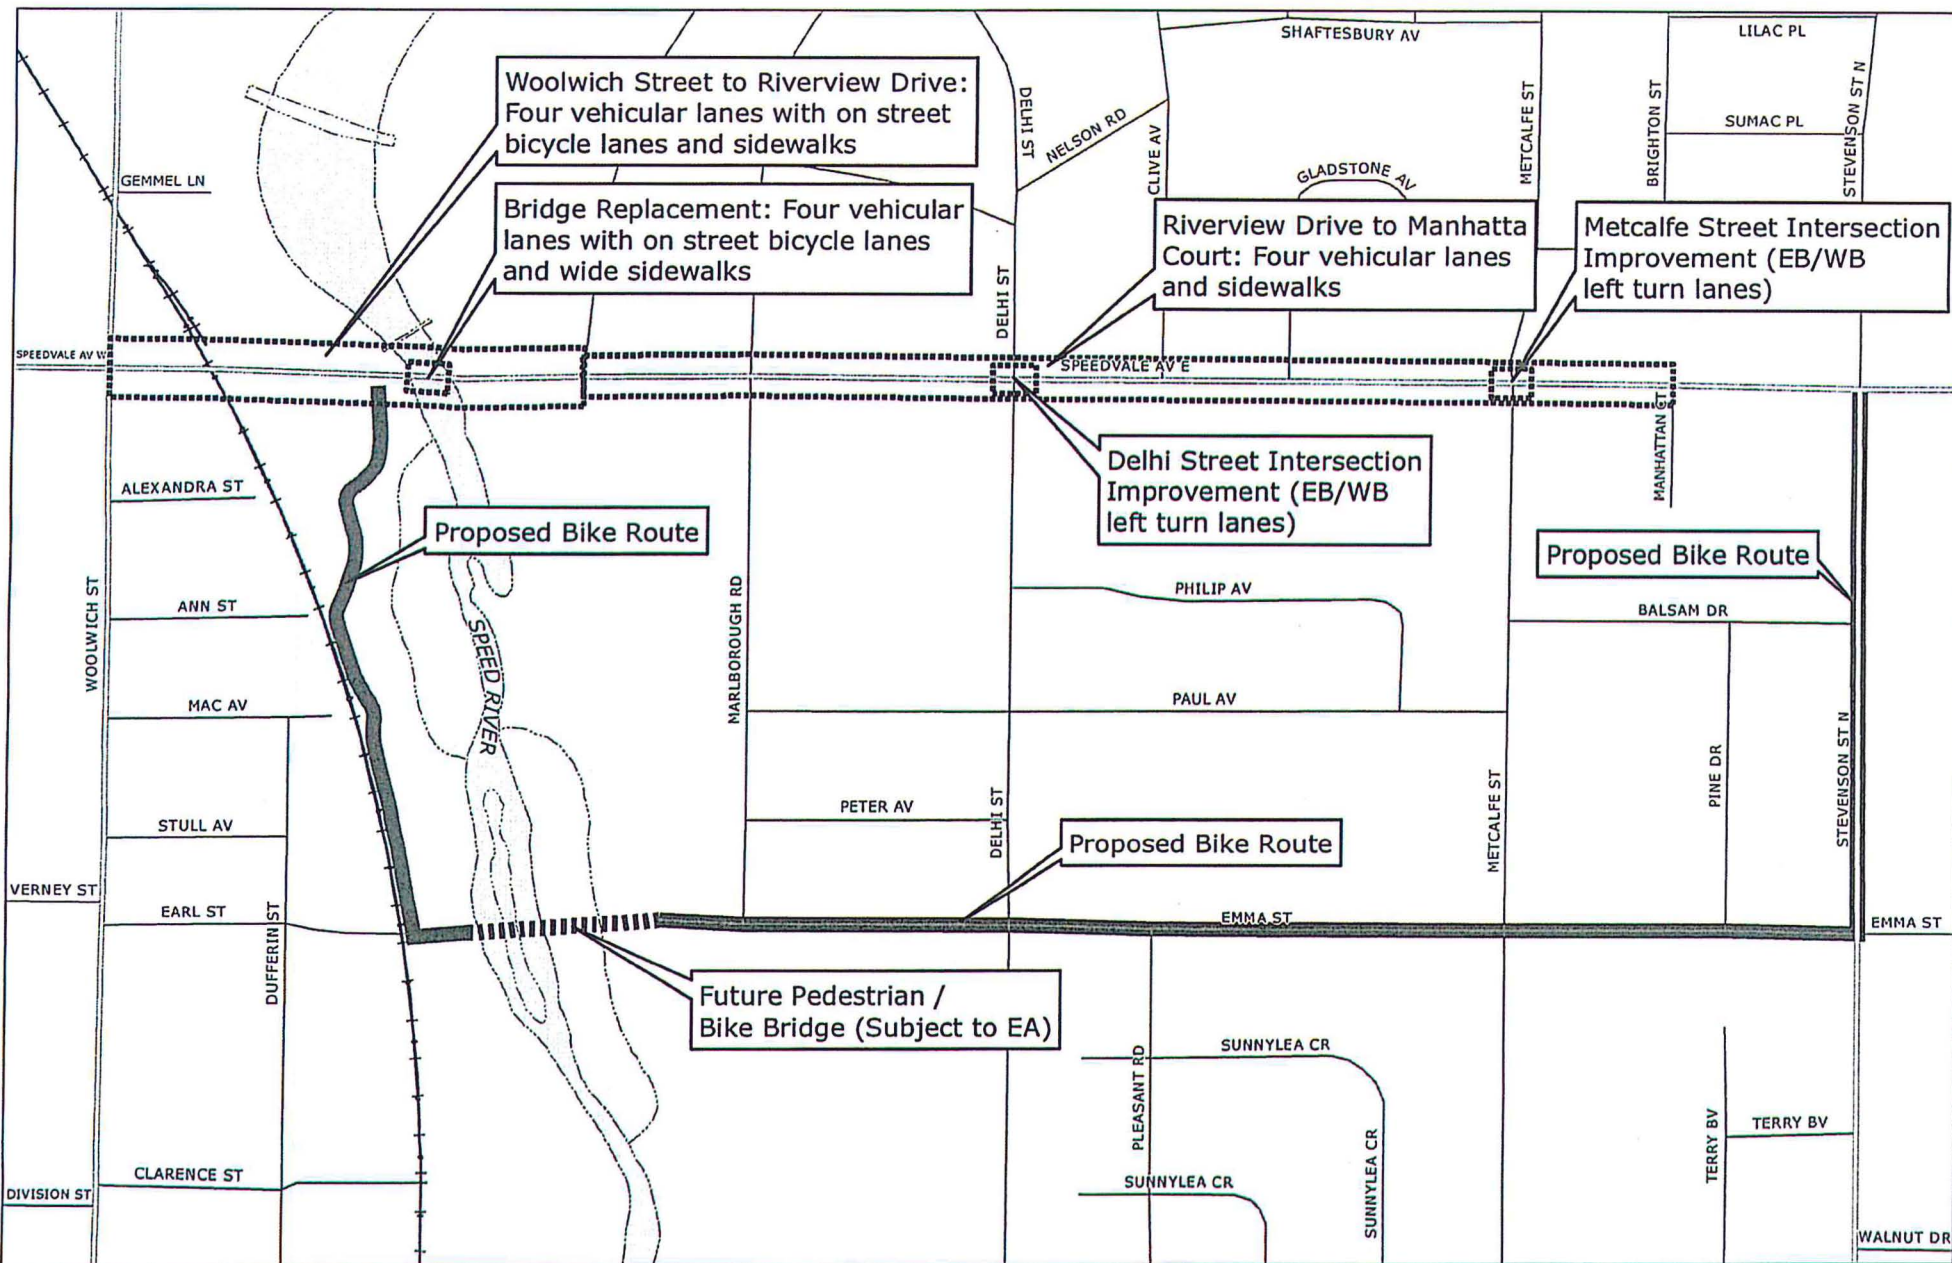 SHAFTESBURY AV
LILAC PL
Woolwich Street to Riverview Drive:
Four vehicular lanes with on street
bicycle lanes and sidewalks
DELHI ST
NELSON RD
CLIVE AV
METCALFE ST
BRIGHTON ST
SUMAC PL
STEVENSON ST N
GEMMEL LN
GLADSTONE AV
Bridge Replacement: Four vehicular
lanes with on street bicycle lanes
and wide sidewalks
DELHI ST
Riverview Drive to Manhatta
Court: Four vehicular lanes
and sidewalks
Metcalfe Street Intersection
Improvement (EB/WB
left turn lanes)
SPEEDVALE AV W
SPEEDVALE AV E
MANHATTAN CT
Delhi Street Intersection
Improvement (EB/WB
left turn lanes)
ALEXANDRA ST
Proposed Bike Route
Proposed Bike Route
WOOLWICH ST
ANN ST
SPEED RIVER
MARLBOROUGH RD
PHILIP AV
BALSAM DR
MAC AV
PAUL AV
PINE DR
STEVENSON ST N
STULL AV
PETER AV
DELHI ST
METCALFE ST
Proposed Bike Route
VERNEY ST
EARL ST
DUFFERIN ST
EMMA ST
EMMA ST
Future Pedestrian /
Bike Bridge (Subject to EA)
PLEASANT RD
SUNNYLEA CR
SUNNYLEA CR
TERRY BV
TERRY BV
CLARENCE ST
DIVISION ST
SUNNYLEA CR
WALNUT DR